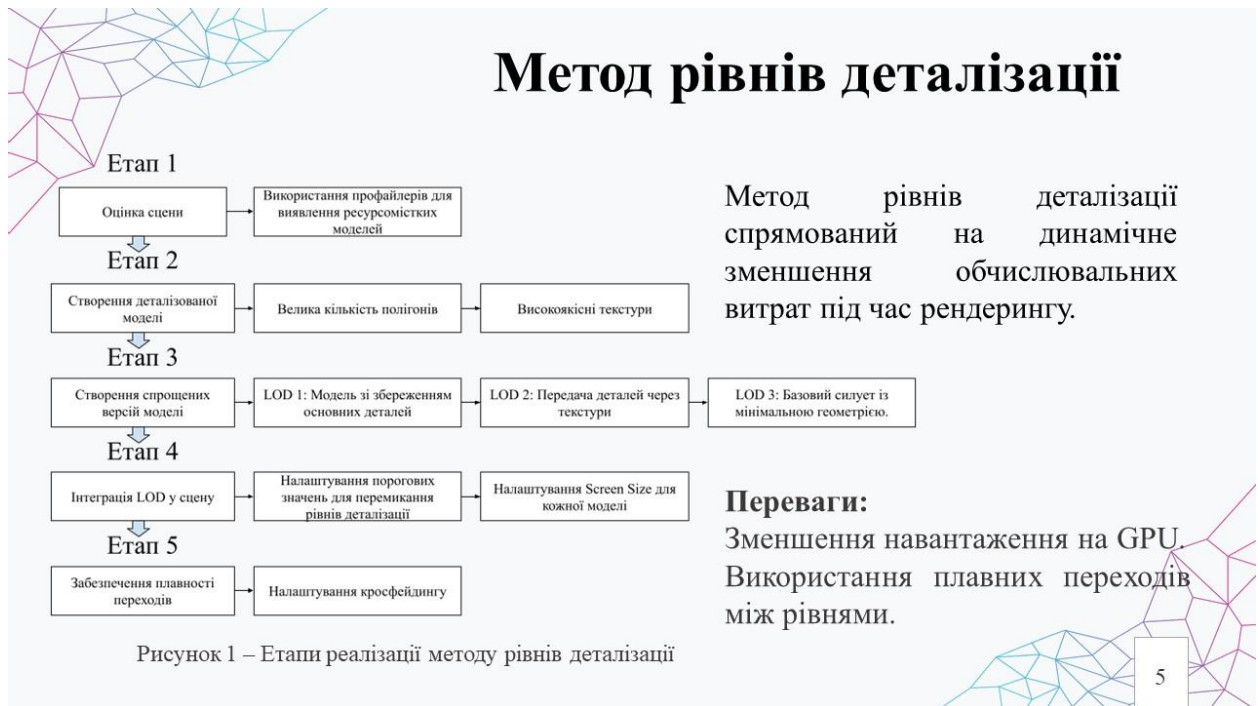 Метод рівнів деталізації
Етап 1
Оцінка сцени
Використання профайлерів для
виявлення ресурсомістких
моделей
Етап 2
Створення деталізованої
моделі
Велика кількість полігонів
Високоякісні текстури
Етап 3
Створення спрощених
версій моделі
LOD 1: Модель зі збереженням
основних деталей
LOD 2: Передача деталей через
текстури
LOD 3: Базовий силует із
мінімальною геометрією.
Етап 4
Інтеграція LOD у сцену
Налаштування порогових
значень для перемикання
рівнів деталізації
Налаштування Screen Size для
кожної моделі
Етап 5
Забезпечення плавності
переходів
Налаштування кросфейдингу
Рисунок 1 – Етапи реалізації методу рівнів деталізації
Метод рівнів деталізації
спрямований на динамічне
зменшення обчислювальних
витрат під час рендерингу.
Переваги:
Зменшення навантаження на GPU.
Використання плавних переходів
між рівнями.
5